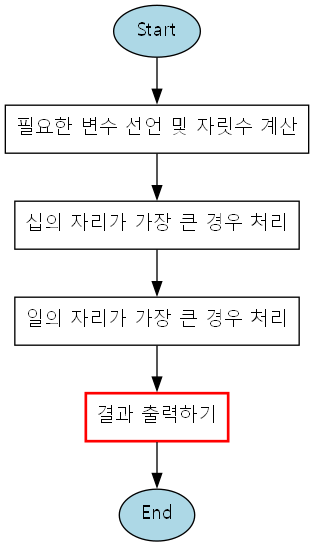 Start
필요한 변수 선언 및 자릿수 계산
십의 자리가 가장 큰 경우 처리
일의 자리가 가장 큰 경우 처리
결과 출력하기
End